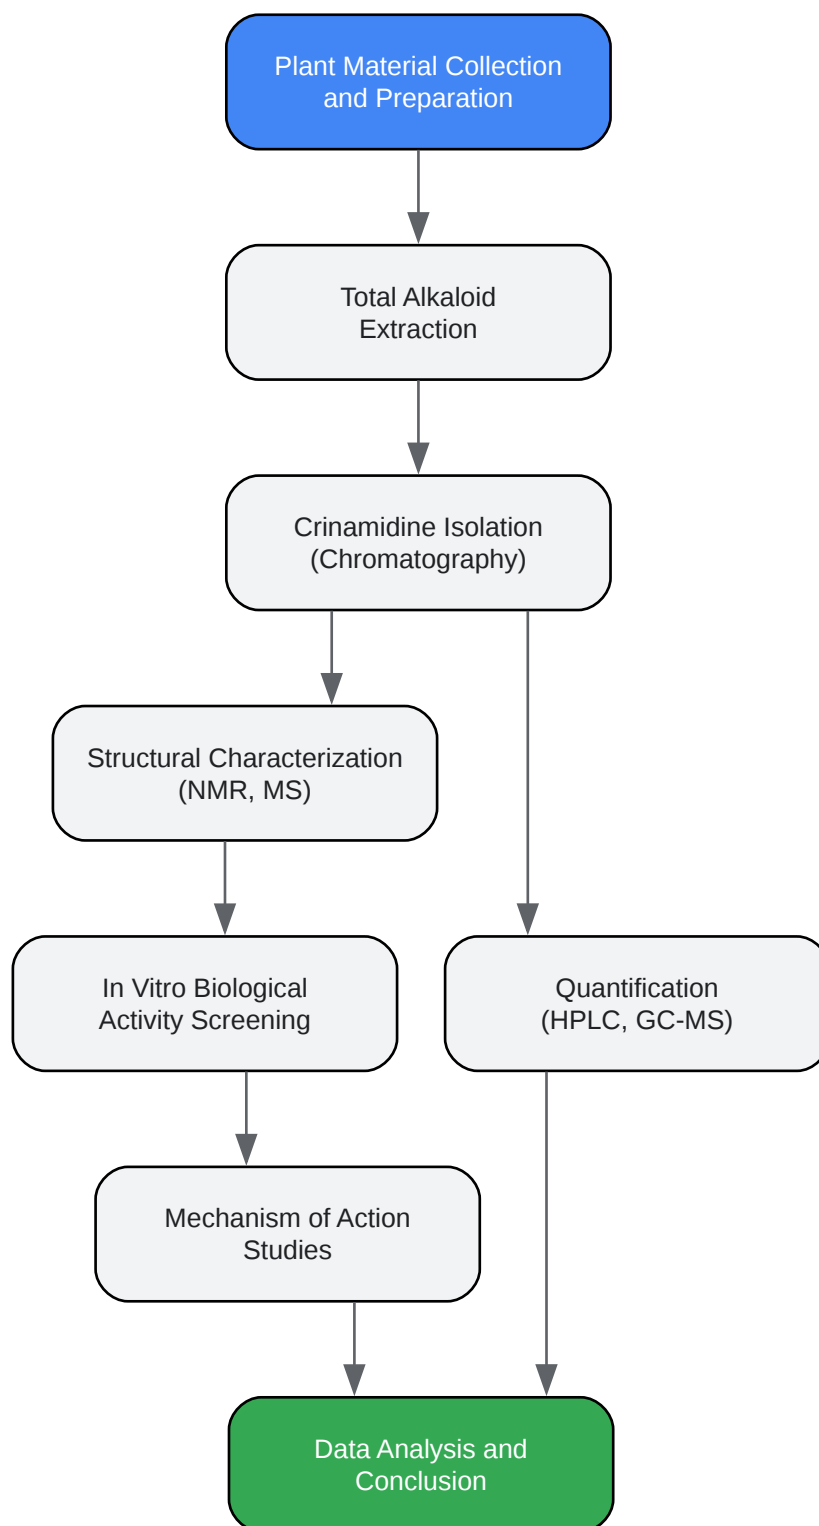 Plant Material Collection
and Preparation
Total Alkaloid
Extraction
Crinamidine Isolation
(Chromatography)
Structural Characterization
(NMR, MS)
In Vitro Biological
Activity Screening
Quantification
(HPLC, GC-MS)
Mechanism of Action
Studies
Data Analysis and
Conclusion